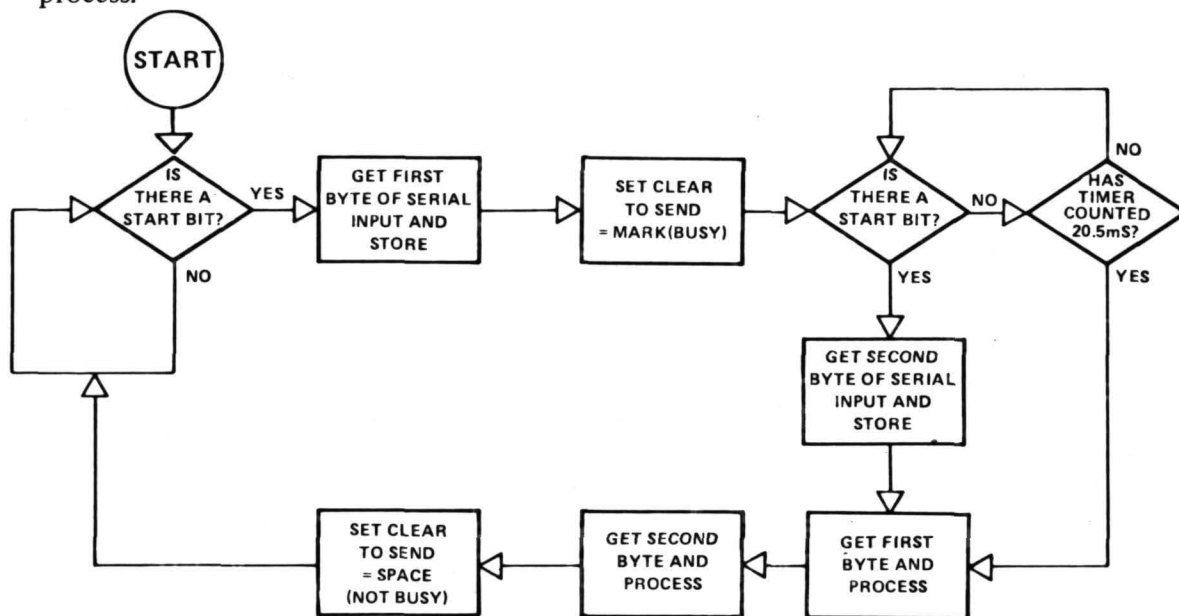 process.
START
IS
THERE A
START BIT?
YES
NO
GET FIRST
BYTE OF SERIAL
INPUT AND
STORE
SET CLEAR
TO SEND
= MARK(BUSY)
IS
THERE A
START BIT?
NO
YES
HAS
TIMER
COUNTED
20.5mS?
NO
YES
GET SECOND
BYTE OF SERIAL
INPUT AND
STORE
GET FIRST
BYTE AND
PROCESS
GET SECOND
BYTE AND
PROCESS
SET CLEAR
TO SEND
= SPACE
(NOT BUSY)